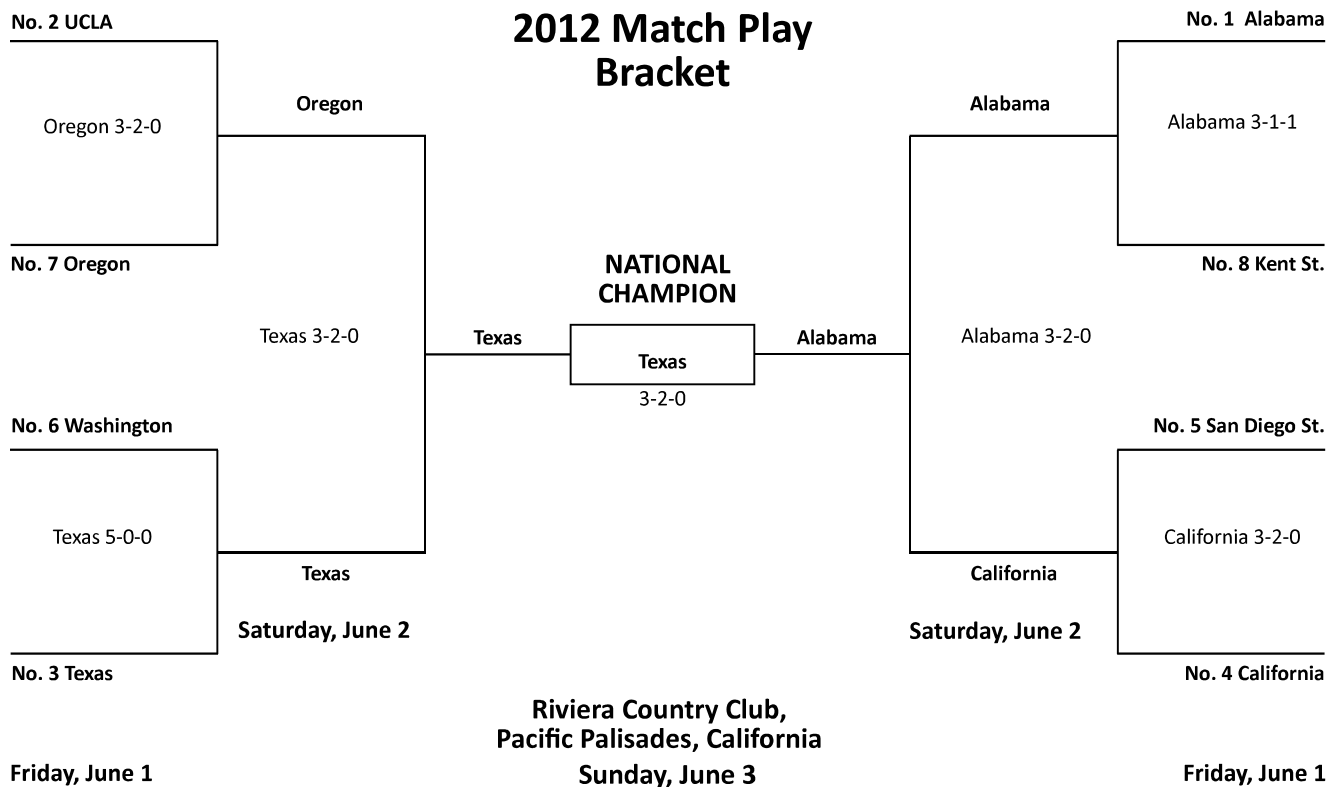 2012 Match Play
Bracket
No. 2 UCLA
Oregon 3-2-0
No. 7 Oregon
Oregon
Texas 3-2-0
No. 6 Washington
Texas 5-0-0
No. 3 Texas
Texas
Saturday, June 2
Friday, June 1
Texas
NATIONAL
CHAMPION
Texas
3-2-0
Alabama
No. 1 Alabama
Alabama 3-1-1
No. 8 Kent St.
Alabama
Alabama 3-2-0
No. 5 San Diego St.
California 3-2-0
No. 4 California
California
Saturday, June 2
Riviera Country Club,
Pacific Palisades, California
Sunday, June 3
Friday, June 1